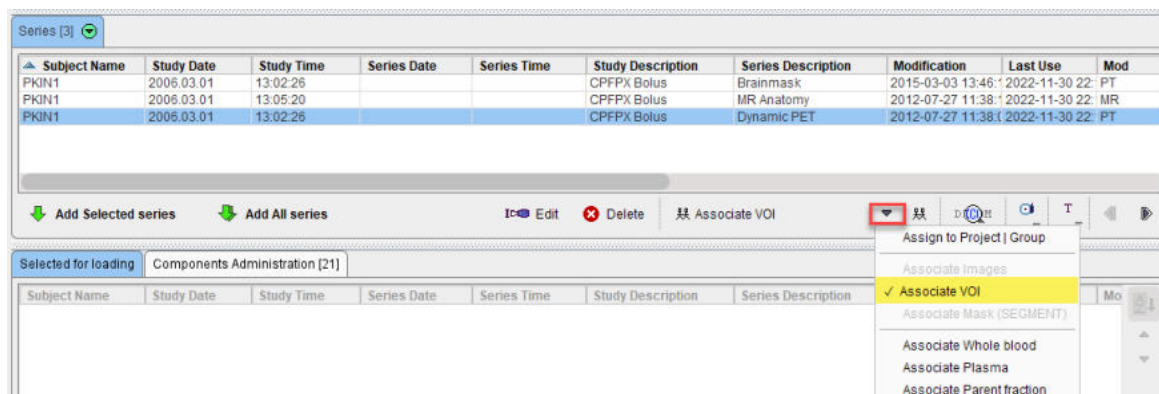 Series [3]
Subject Name Study Date Study Time Series Date Series Time Study Description Series Description Modification Last Use Mod
PKIN1 2006.03.01 13:02:26 CPFPX Bolus Brainmask 2015-03-03 13:46: 2022-11-30 22: PT
PKIN1 2006.03.01 13:05:20 CPFPX Bolus MR Anatomy 2012-07-27 11:38: 2022-11-30 22: MR
PKIN1 2006.03.01 13:02:26 CPFPX Bolus Dynamic PET 2012-07-27 11:38:( 2022-11-30 22: PT
Add Selected series Add All series Edit Delete Associate VOI T
Assign to Project | Group
Selected for loading Components Administration [21]
Associate Images
Subject Name Study Date Study Time Series Date Series Time Study Description Series Description ✓ Associate VOI Mo
Associate Mask (SEGMENT)
Associate Whole blood
Associate Plasma
Associate Parent fraction